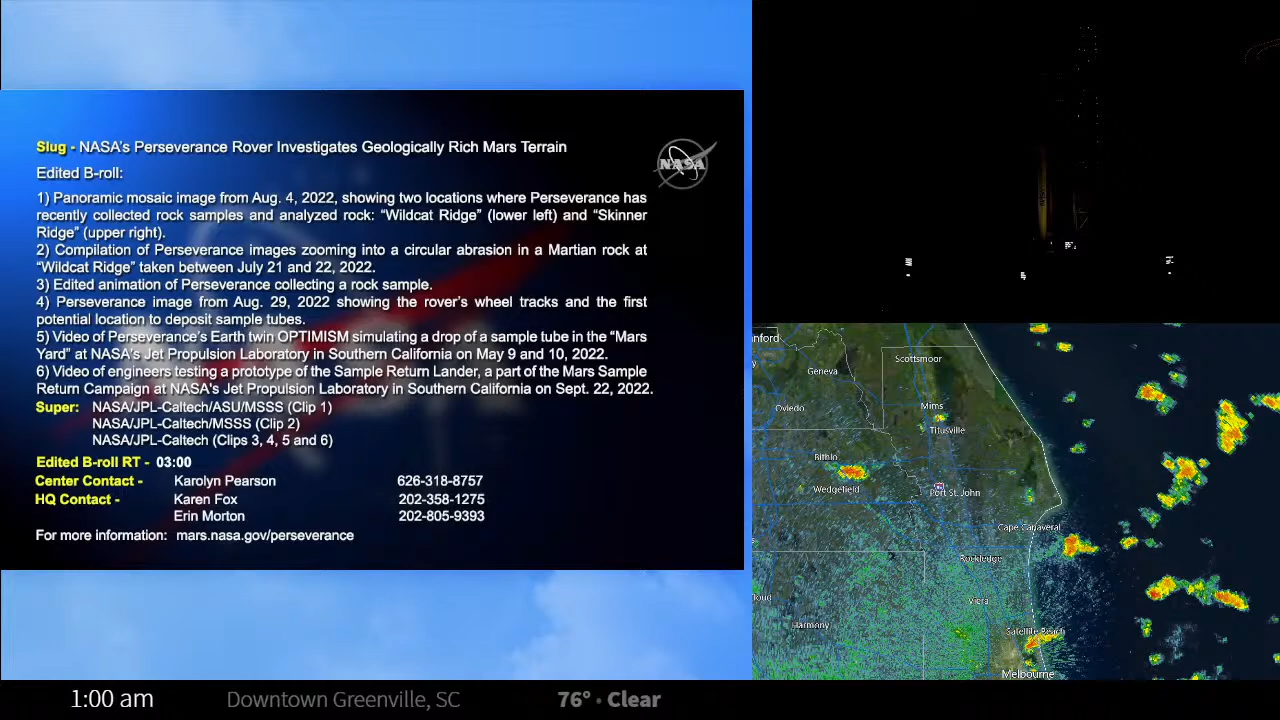 Slug - NASA's Perseverance Rover Investigates Geologically Rich Mars Terrain
NASA
Edited B-roll:
1) Panoramic mosaic image from Aug. 4, 2022, showing two locations where Perseverance has
recently collected rock samples and analyzed rock: “Wildcat Ridge” (lower left) and “Skinner
Ridge” (upper right).
2) Compilation of Perseverance images zooming into a circular abrasion in a Martian rock at
“Wildcat Ridge” taken between July 21 and 22, 2022.
3) Edited animation of Perseverance collecting a rock sample.
4) Perseverance image from Aug. 29, 2022 showing the rover's wheel tracks and the first
potential location to deposit sample tubes.
5) Video of Perseverance's Earth twin OPTIMISM simulating a drop of a sample tube in the “Mars
Yard” at NASA's Jet Propulsion Laboratory in Southern California on May 9 and 10, 2022.
6) Video of engineers testing a prototype of the Sample Return Lander, a part of the Mars Sample
Return Campaign at NASA's Jet Propulsion Laboratory in Southern California on Sept. 22, 2022.
Super: NASA/JPL-Caltech/ASU/MSSS (Clip 1)
NASA/JPL-Caltech/MSSS (Clip 2)
NASA/JPL-Caltech (Clips 3, 4, 5 and 6)
Edited B-roll RT - 03:00
Center Contact - Karolyn Pearson 626-318-8757
HQ Contact - Karen Fox 202-358-1275
Erin Morton 202-805-9393
For more information: mars.nasa.gov/perseverance
anford
Scottsmoor
Geneva
Oviedo
Mims
Titusville
Bithlo
Wedgefield
Port St. John
Cape Canaveral
Rockledge
Viera
loud
Harmony
Satellite Beach
Melbourne
1:00 am Downtown Greenville, SC 76° • Clear